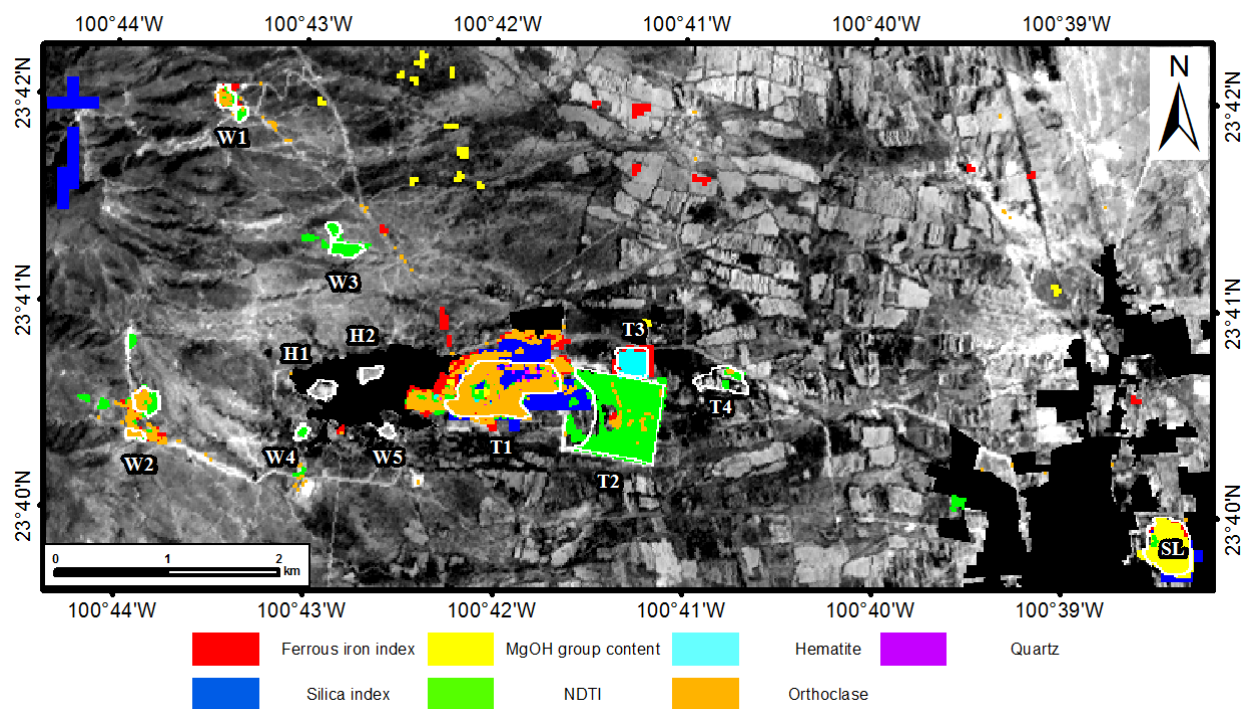 100°44'W 100°43'W 100°42'W 100°41'W 100°40'W 100°39'W
23°42'N 23°42'N
N
W1
W3
23°41'N 23°41'N
H2 T3
H1
T4
W2 W4 W5 T1
T2
23°40'N 23°40'N
SL
0 1 2
km
100°44'W 100°43'W 100°42'W 100°41'W 100°40'W 100°39'W
Ferrous iron index MgOH group content Hematite Quartz
Silica index NDTI Orthoclase